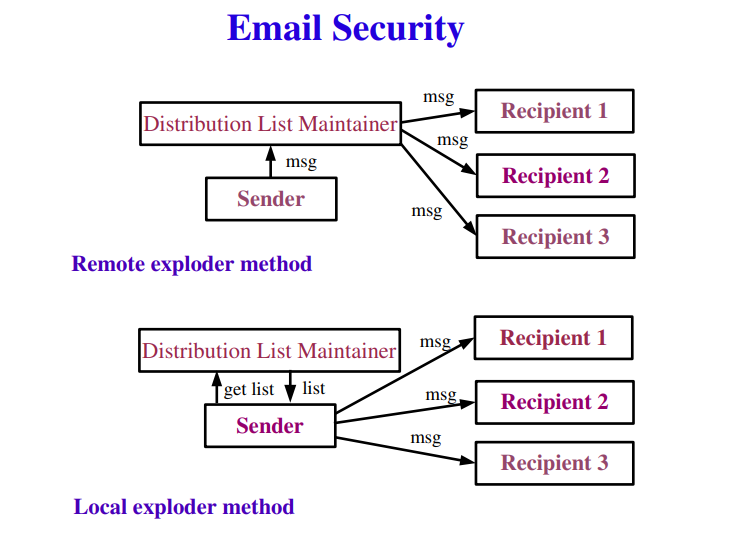 Email Security
msg
Distribution List Maintainer
Recipient 1
msg
msg
Recipient 2
Sender
msg
Recipient 3
Remote exploder method
Distribution List Maintainer
msg
Recipient 1
get list
list
msg
Recipient 2
Sender
msg
Recipient 3
Local exploder method